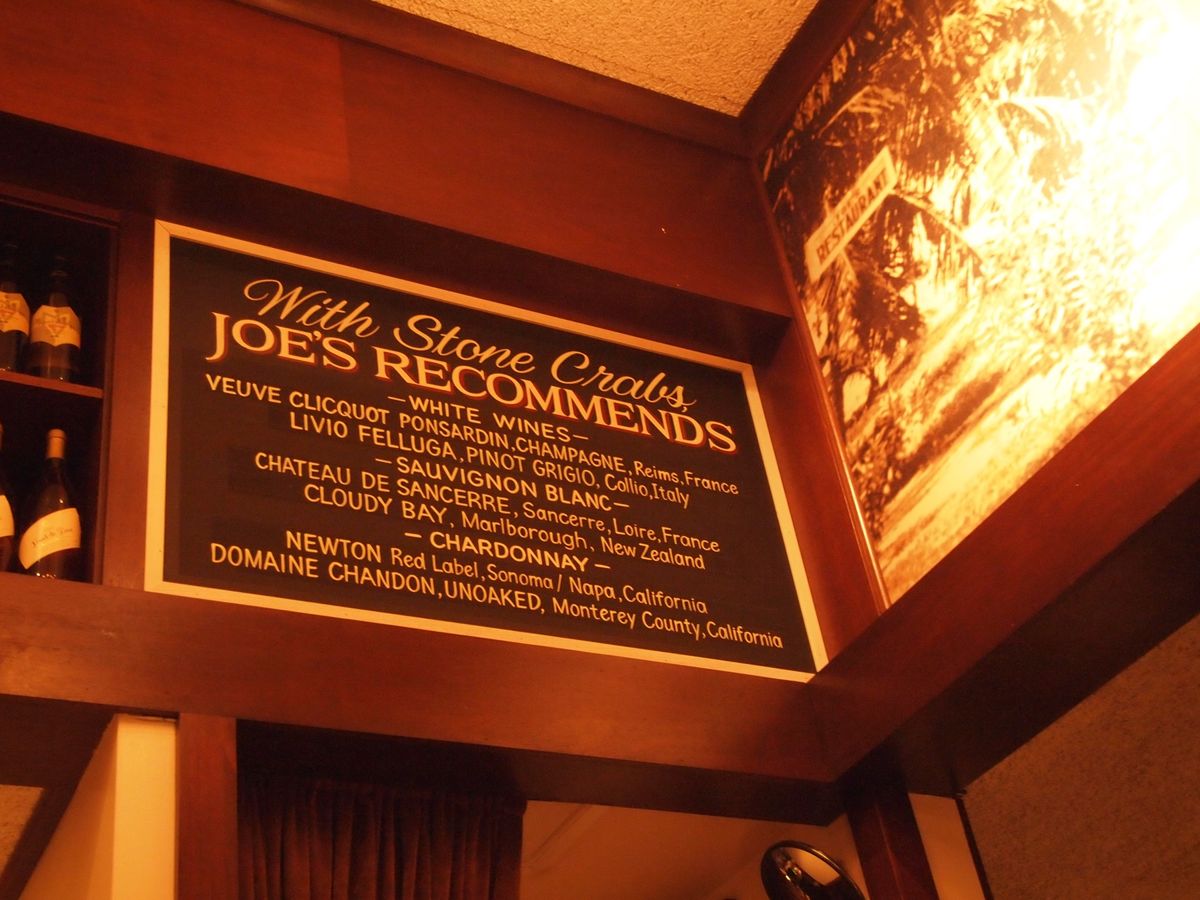 With Stone Crabs,
JOE'S RECOMMENDS
—WHITE WINES—
VEUVE CLICQUOT PONSARDIN, CHAMPAGNE, Reims, France
LIVIO FELLUGA, PINOT GRIGIO, Collio, Italy
—SAUVIGNON BLANC—
CHATEAU DE SANCERRE, Sancerre, Loire, France
CLOUDY BAY, Marlborough, New Zealand
— CHARDONNAY —
NEWTON Red Label, Sonoma / Napa, California
DOMAINE CHANDON, UNOAKED, Monterey County, California
RESTAURANT